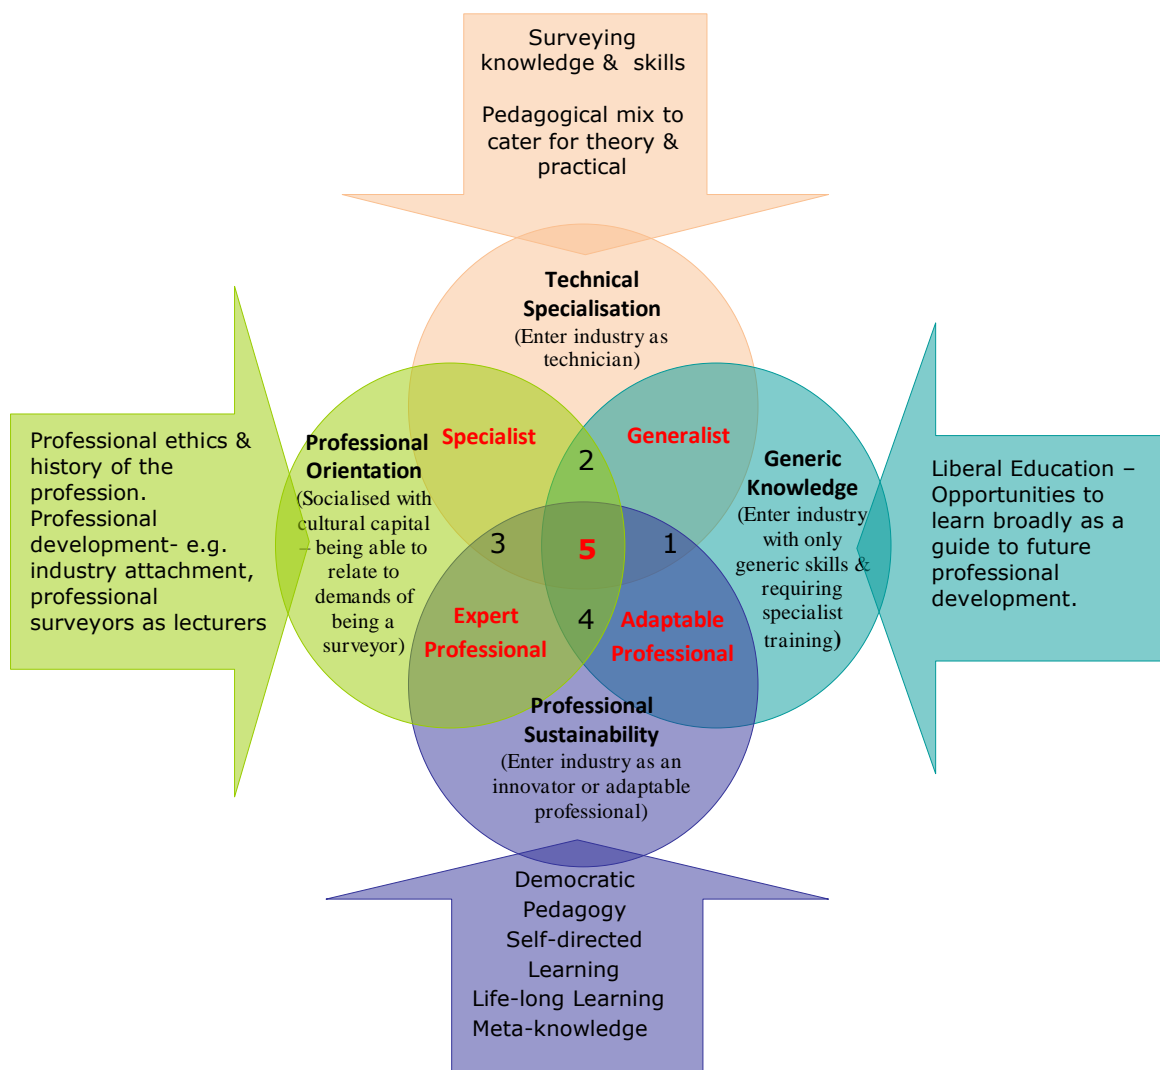 Surveying
knowledge & skills
Pedagogical mix to
cater for theory &
practical
Technical
Specialisation
(Enter industry as
technician)
Professional ethics &
history of the
profession.
Professional
development- e.g.
industry attachment,
professional
surveyors as lecturers
Professional
Orientation
(Socialised with
cultural capital
– being able to
relate to
demands of
being a
surveyor)
Specialist
2
Generalist
Generic
Knowledge
(Enter industry
with only
generic skills &
requiring
specialist
training)
Liberal Education –
Opportunities to
learn broadly as a
guide to future
professional
development.
3
5
1
Expert
Professional
4
Adaptable
Professional
Professional
Sustainability
(Enter industry as an
innovator or adaptable
professional)
Democratic
Pedagogy
Self-directed
Learning
Life-long Learning
Meta-knowledge